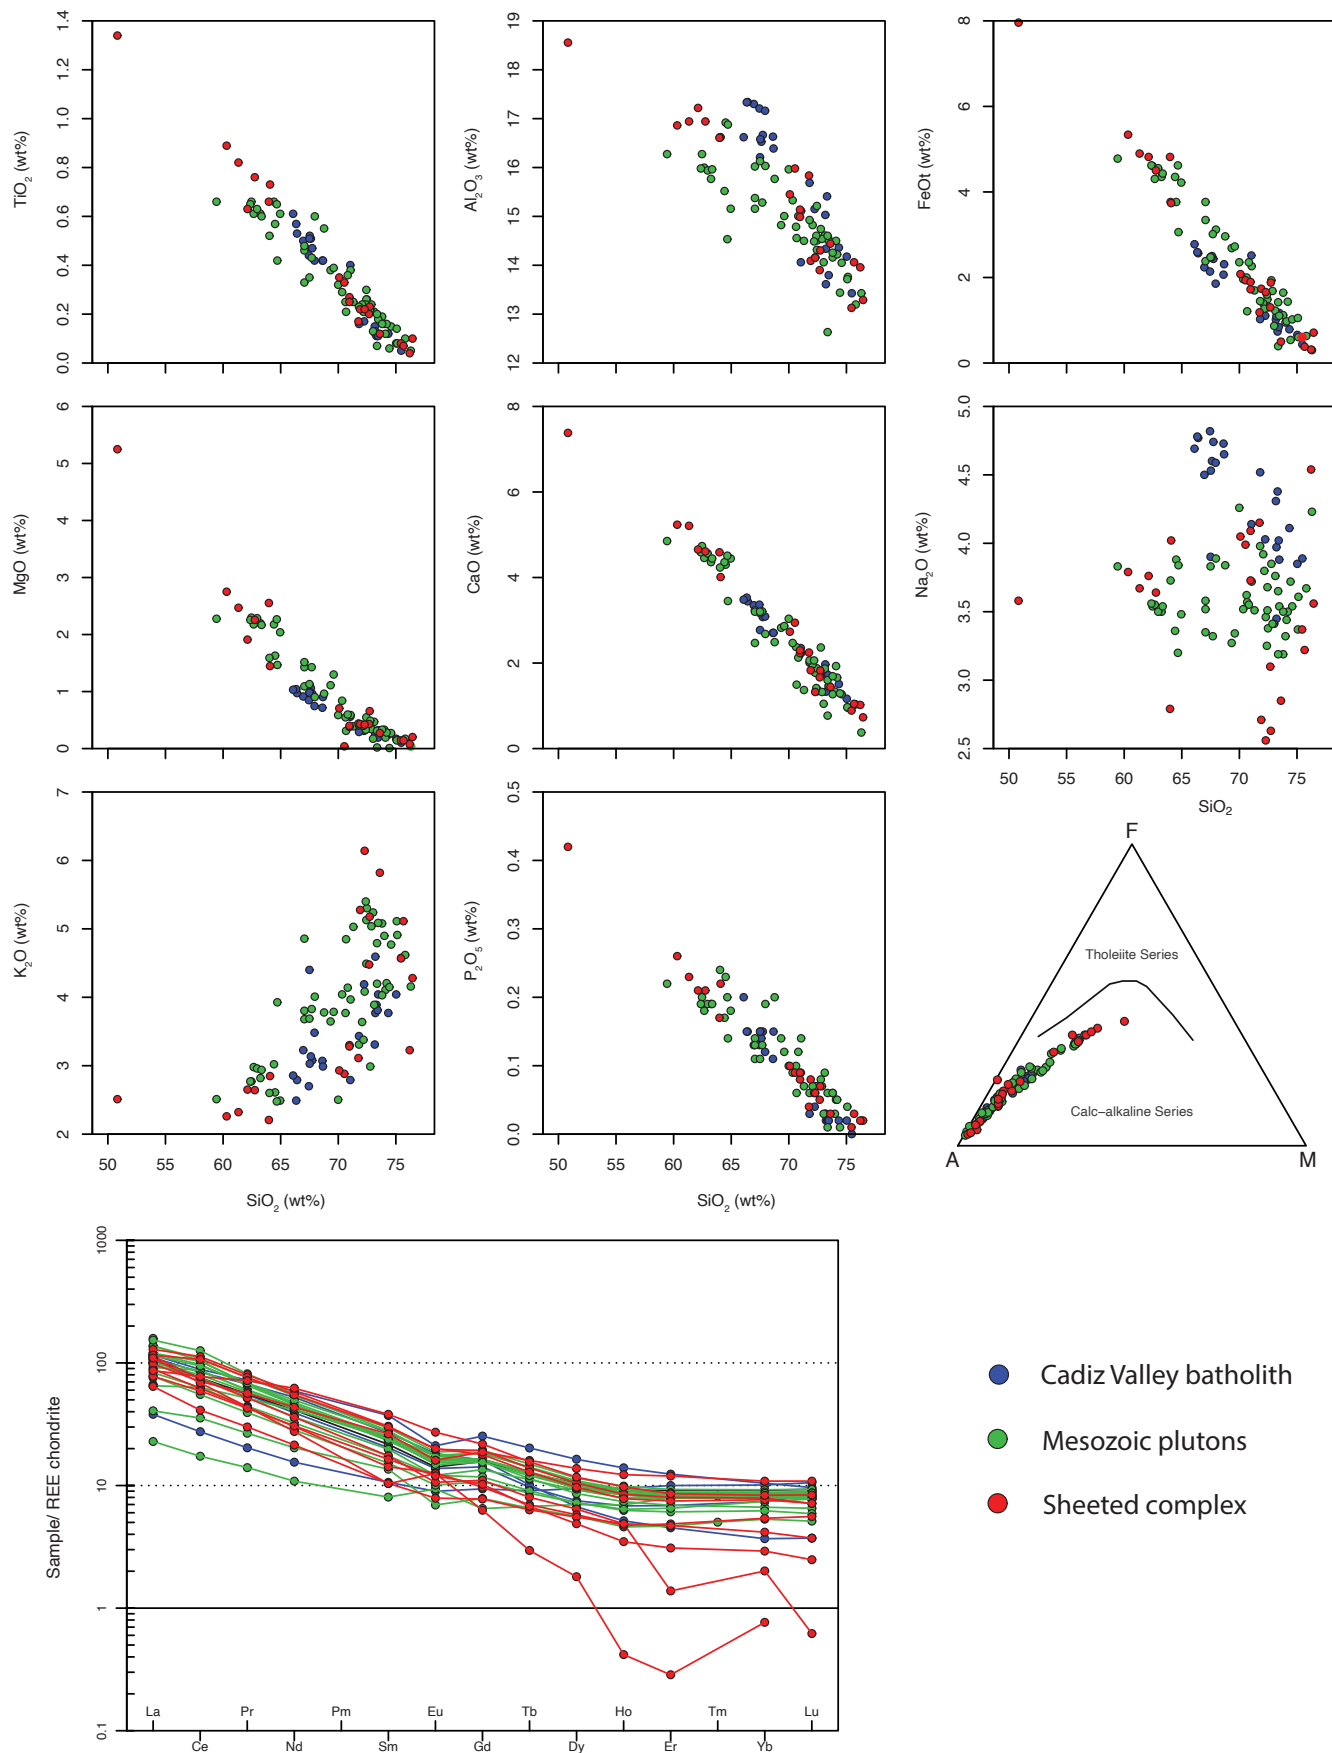 TiO2 (wt%)
0.0 0.2 0.4 0.6 0.8 1.0 1.2 1.4
Al2O3 (wt%)
12 13 14 15 16 17 18 19
FeOt (wt%)
0 2 4 6 8
MgO (wt%)
0 1 2 3 4 5 6
CaO (wt%)
0 2 4 6 8
Na2O (wt%)
2.5 3.0 3.5 4.0 4.5 5.0
50 55 60 65 70 75
SiO2
K2O (wt%)
2 3 4 5 6 7
50 55 60 65 70 75
SiO2 (wt%)
P2O5 (wt%)
0.0 0.1 0.2 0.3 0.4 0.5
50 55 60 65 70 75
SiO2 (wt%)
F
Tholeiite Series
Calc–alkaline Series
A M
Sample/ REE chondrite
0.1 1 10 100 1000
La Pr Pm Eu Tb Ho Tm Lu
Ce Nd Sm Gd Dy Er Yb
Cadiz Valley batholith
Mesozoic plutons
Sheeted complex